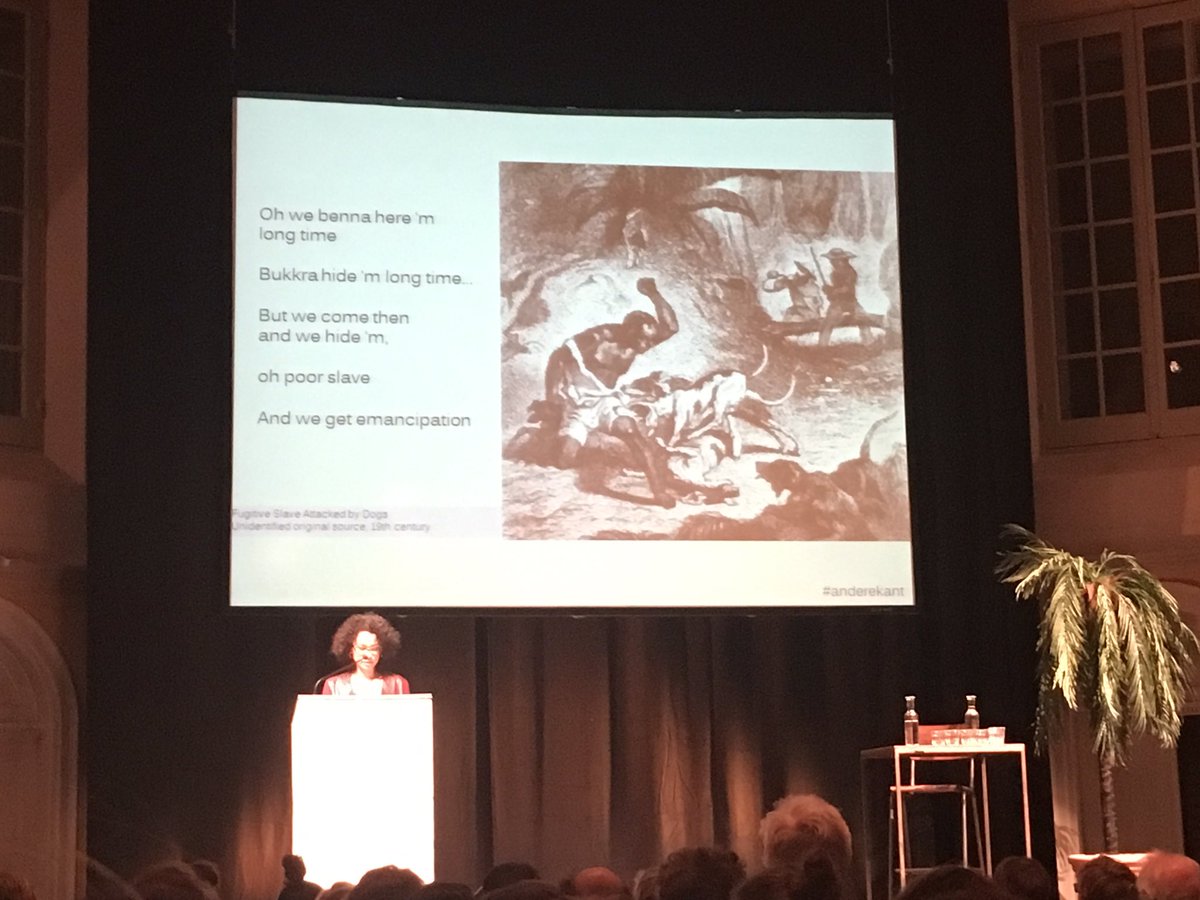 Oh we benna here 'm
long time
Bukkra hide 'm long time...
But we come then
and we hide 'm,
oh poor slave
And we get emancipation
Fugitive Slave Attacked by Dogs
Unidentified original source, 19th century
#anderekant